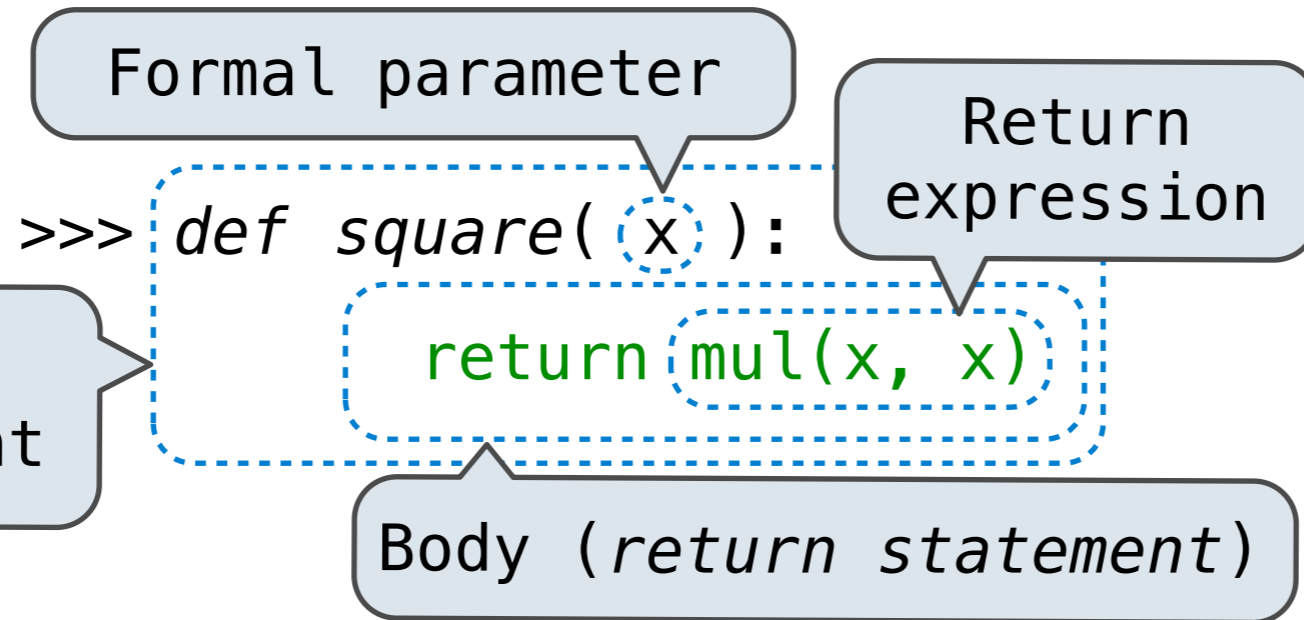 Formal parameter
Return
expression
>>> def square( x ):
return mul(x, x)
Body (return statement)